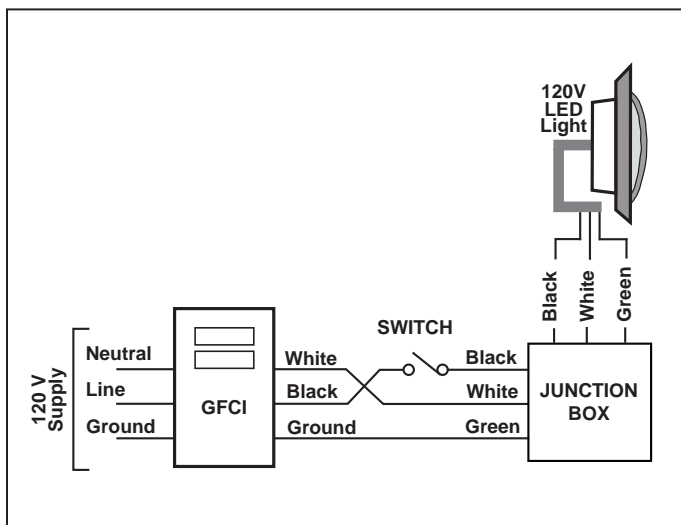 120V
LED
Light
Black
White
Green
SWITCH
120 V
Supply
Neutral
Line
Ground
GFCI
White
Black
Ground
Black
White
Green
JUNCTION
BOX